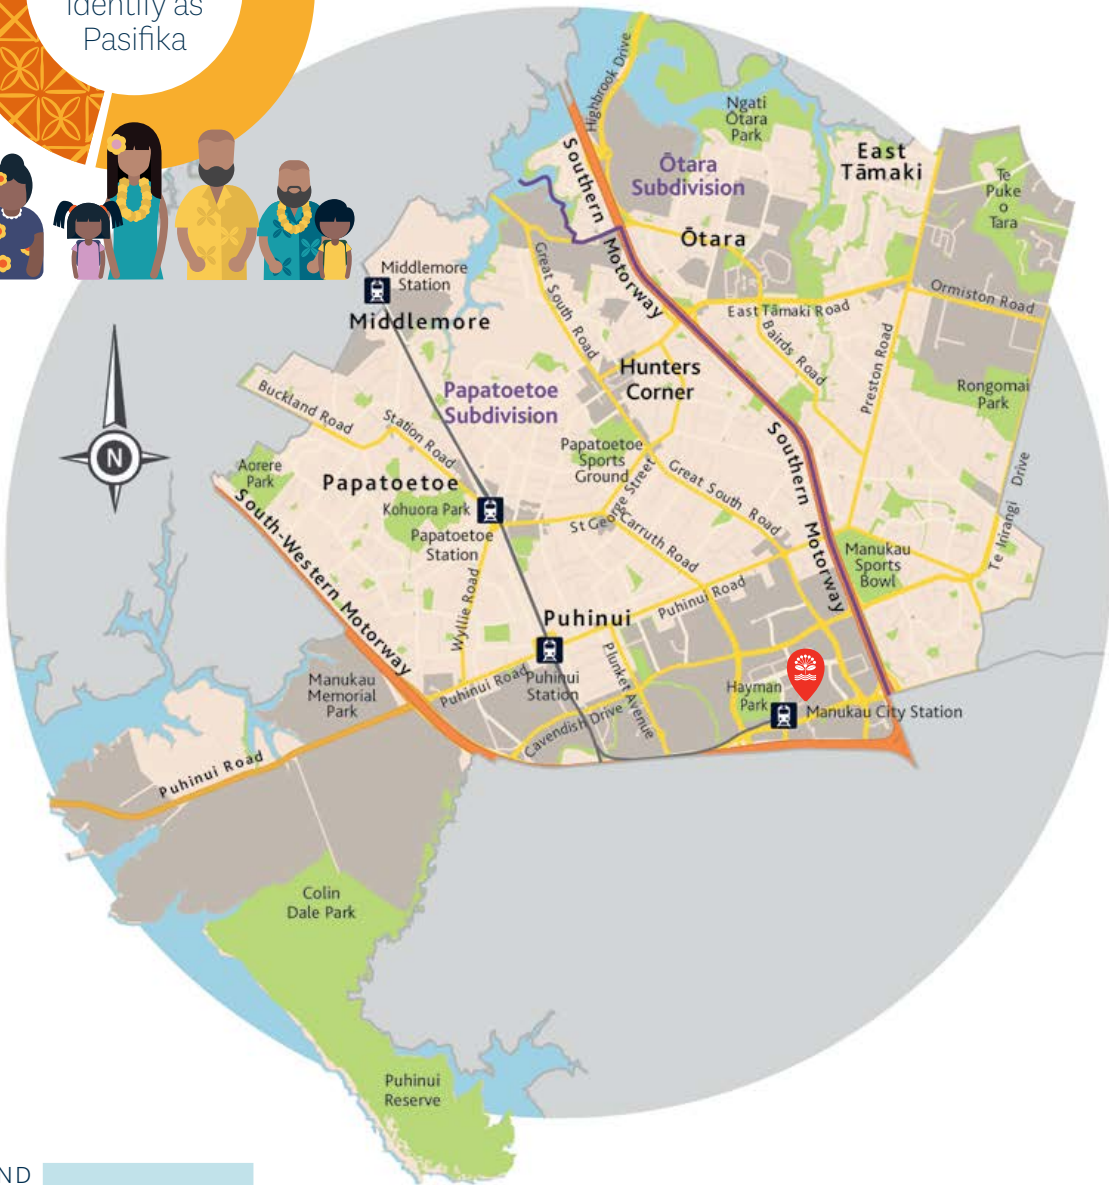 identify as
Pasifika
Highbrook Drive
Ngati
Ōtara
Park
East
Tāmaki
Southern
Motorway
Ōtara
Subdivision
Te
Puke
o
Tara
Ōtara
Middlemore
Station
Great South Road
Ormiston Road
Middlemore
East Tāmaki Road
Bairds Road
Preston Road
Hunters
Corner
Papatoetoe
Subdivision
Rongomai
Park
Buckland Road
Station Road
N
Papatoetoe
Sports
Ground
Southern Motorway
Aorere
Park
Great South Road
Papatoetoe
Te Irirangi Drive
Kohuora Park
St George Street
South-Western Motorway
Carruth Road
Papatoetoe
Station
Manukau
Sports
Bowl
Wyllie Road
Puhinui Road
Puhinui
Manukau
Memorial
Park
Puhinui Road
Puhinui
Station
Plunket Avenue
Hayman
Park
Manukau City Station
Cavendish Drive
Puhinui Road
Colin
Dale Park
Puhinui
Reserve
ND